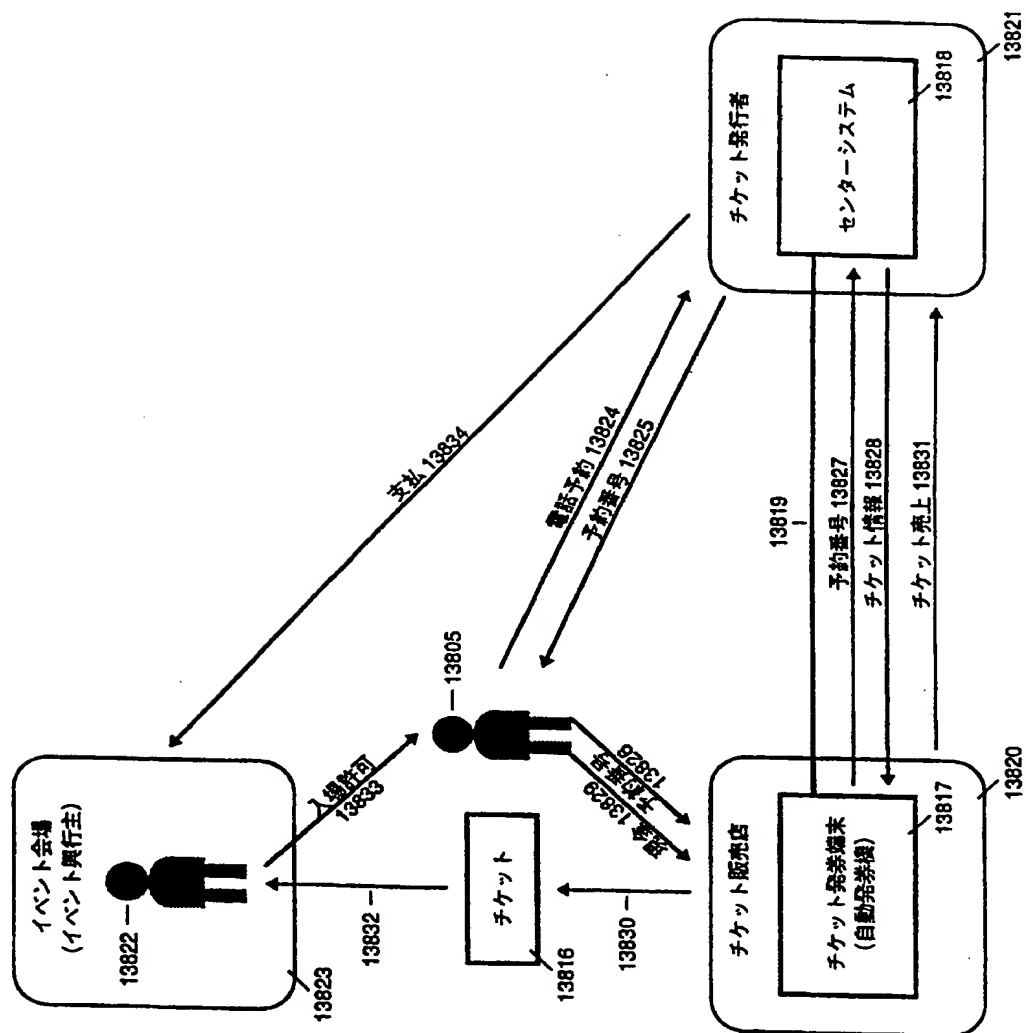 イベント会場
(イベント興行主)
13822
13823
入場許可
13833
13832
チケット
13816
13830
13805
支払 13834
電話予約 13824
予約番号 13825
現金 13829
予約番号
13826
チケット販売店
チケット発券端末
(自動発券機)
13817
13820
13819
予約番号 13827
チケット情報 13828
チケット売上 13831
チケット発行者
センターシステム
13818
13821